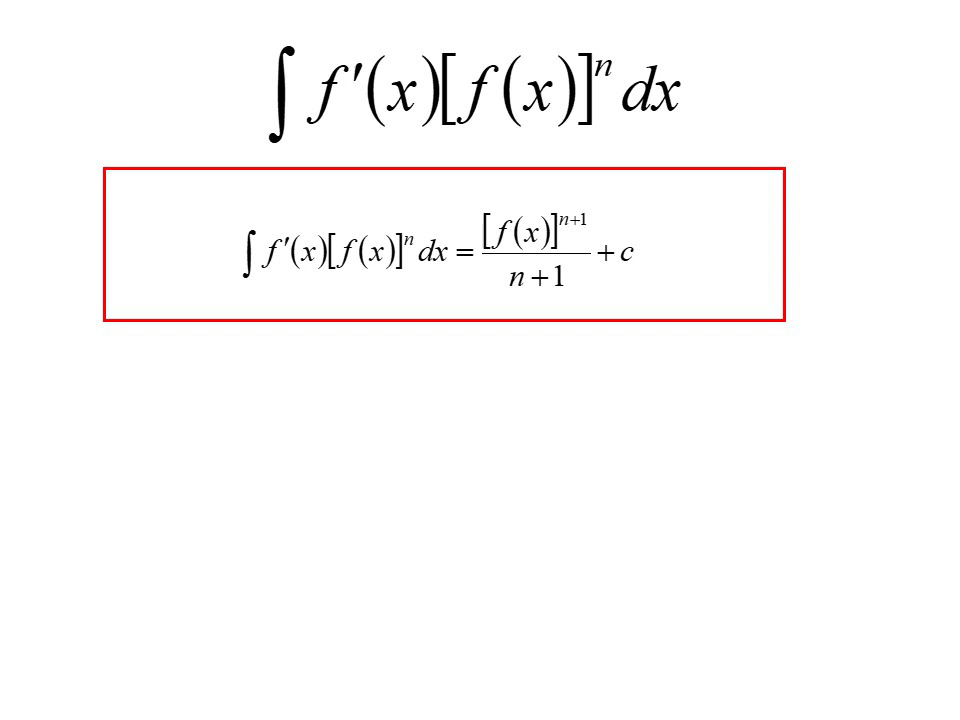 ∫ f ′(x)[f (x)]ⁿ dx
∫ f ′(x)[f (x)]ⁿ dx = [f (x)]ⁿ⁺¹ / n + 1 + c